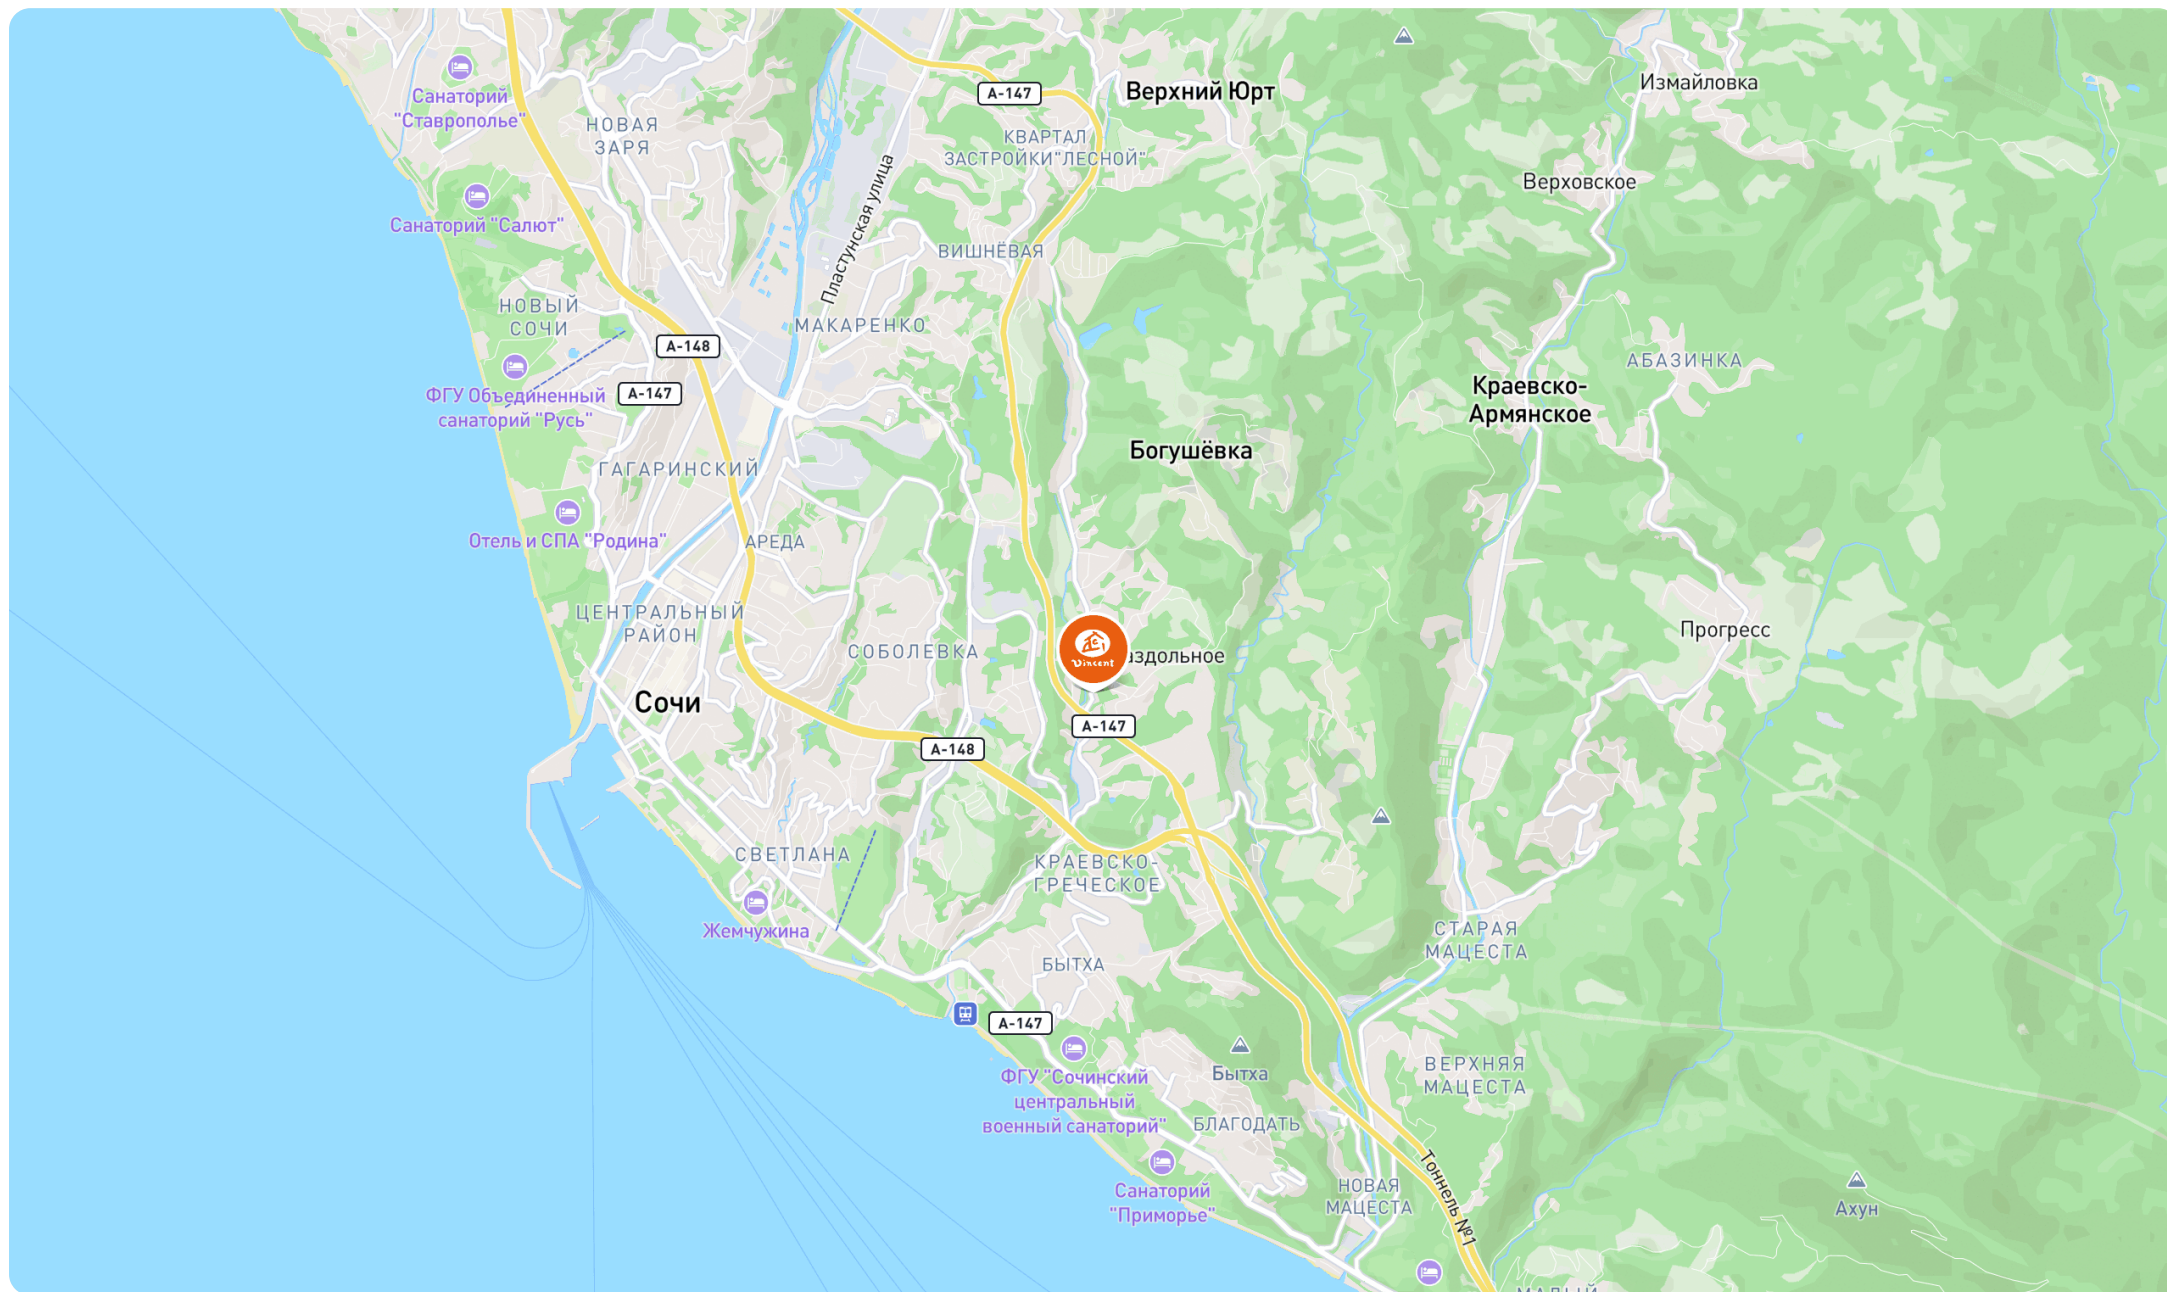 Санаторий
"Ставрополье"
НОВАЯ
ЗАРЯ
А-147
Верхний Юрт
Измайловка
КВАРТАЛ
ЗАСТРОЙКИ"ЛЕСНОЙ"
Верховское
Санаторий "Салют"
Пластунская улица
ВИШНЁВАЯ
НОВЫЙ
СОЧИ
МАКАРЕНКО
А-148
АБАЗИНКА
А-147
ФГУ Объединенный
санаторий "Русь"
Краевско-
Армянское
Богушёвка
ГАГАРИНСКИЙ
Отель и СПА "Родина"
АРЕДА
ЦЕНТРАЛЬНЫЙ
РАЙОН
СОБОЛЕВКА
Vincent
аздольное
Прогресс
Сочи
А-147
А-148
СВЕТЛАНА
КРАЕВСКО-
ГРЕЧЕСКОЕ
Жемчужина
СТАРАЯ
МАЦЕСТА
БЫТХА
А-147
ФГУ "Сочинский
центральный
военный санаторий"
Бытха
ВЕРХНЯЯ
МАЦЕСТА
БЛАГОДАТЬ
Санаторий
"Приморье"
НОВАЯ
МАЦЕСТА
Тоннель №1
Ахун